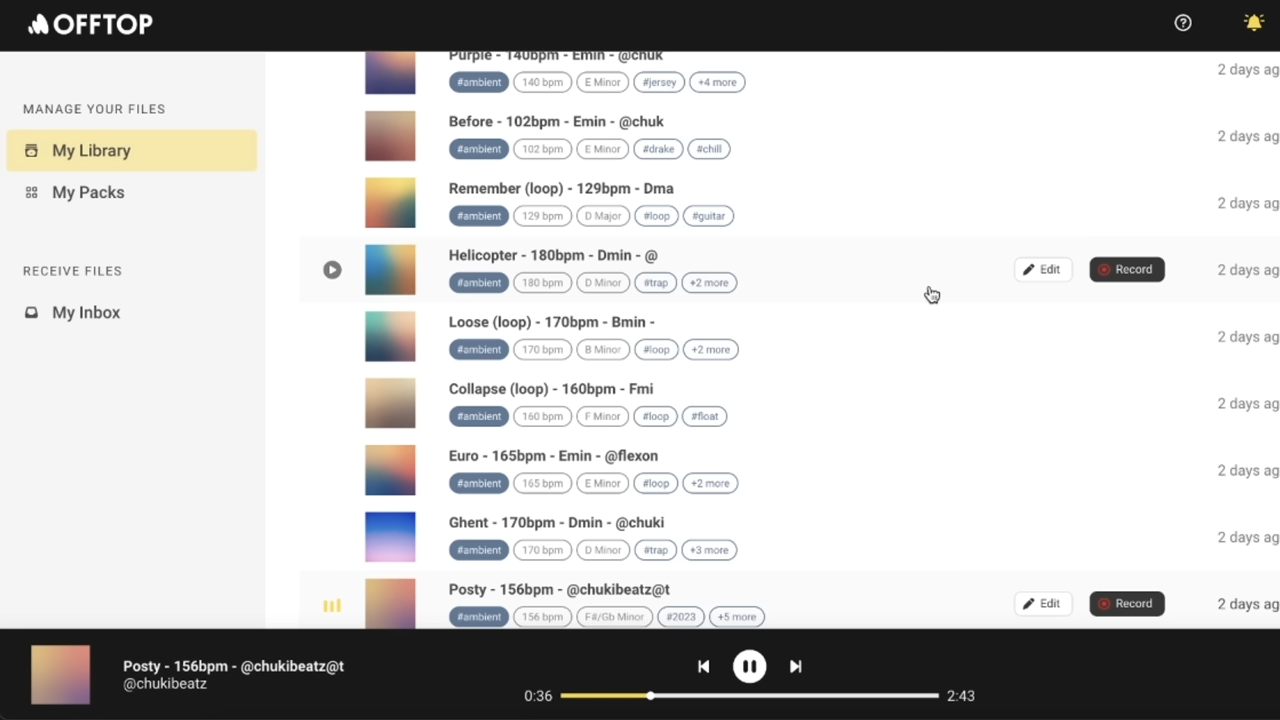 OFFTOP
MANAGE YOUR FILES
My Library
My Packs
RECEIVE FILES
My Inbox
Purple - 140bpm - Emin - @chuk
#ambient 140 bpm E Minor #jersey +4 more
2 days ag
Before - 102bpm - Emin - @chuk
#ambient 102 bpm E Minor #drake #chill
2 days ag
Remember (loop) - 129bpm - Dma
#ambient 129 bpm D Major #loop #guitar
2 days ag
Helicopter - 180bpm - Dmin - @
#ambient 180 bpm D Minor #trap +2 more
Edit Record 2 days ag
Loose (loop) - 170bpm - Bmin -
#ambient 170 bpm B Minor #loop +2 more
2 days ag
Collapse (loop) - 160bpm - Fmi
#ambient 160 bpm F Minor #loop #float
2 days ag
Euro - 165bpm - Emin - @flexon
#ambient 165 bpm E Minor #loop +2 more
2 days ag
Ghent - 170bpm - Dmin - @chuki
#ambient 170 bpm D Minor #trap +3 more
2 days ag
Posty - 156bpm - @chukibeatz@t
#ambient 156 bpm F#/Gb Minor #2023 +5 more
Edit Record 2 days ag
Posty - 156bpm - @chukibeatz@t
@chukibeatz
0:36 2:43